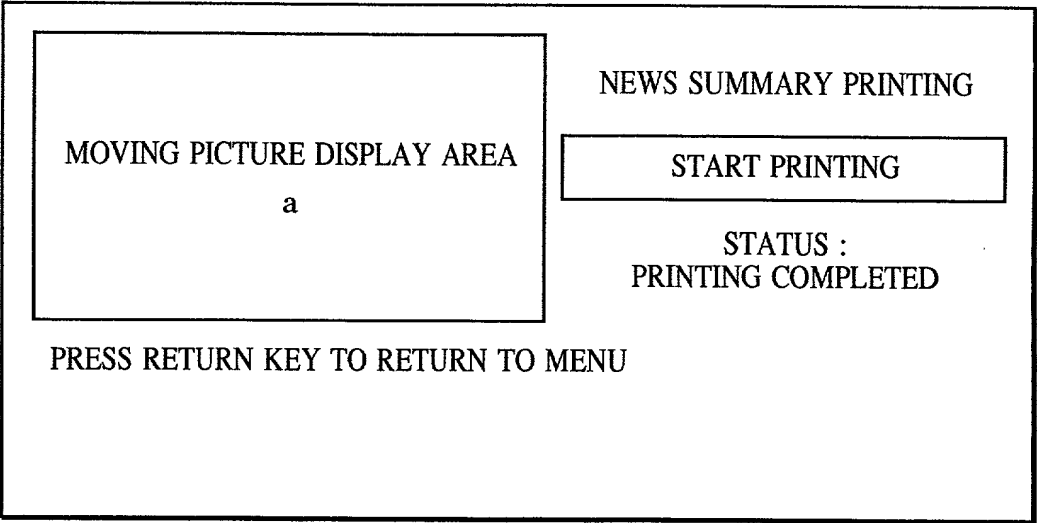 MOVING PICTURE DISPLAY AREA
a
NEWS SUMMARY PRINTING
START PRINTING
STATUS :
PRINTING COMPLETED
PRESS RETURN KEY TO RETURN TO MENU